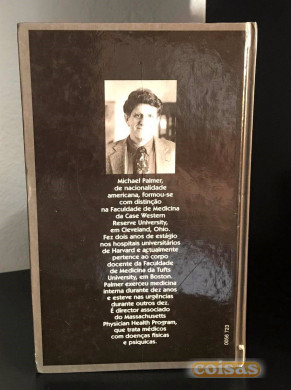 Michael Palmer,
de nacionalidade
americana, formou-se
com distinção
na Faculdade de Medicina
da Case Western
Reserve University,
em Cleveland, Ohio.
Fez dois anos de estágio
nos hospitais universitários
de Harvard e actualmente
pertence ao corpo
docente da Faculdade
de Medicina da Tufts
University, em Boston.
Palmer exerceu medicina
interna durante dez anos
e esteve nas urgências
durante outros dez.
É director associado
do Massachusetts
Physician Health Program,
que trata médicos
com doenças físicas
e psíquicas.
coisas